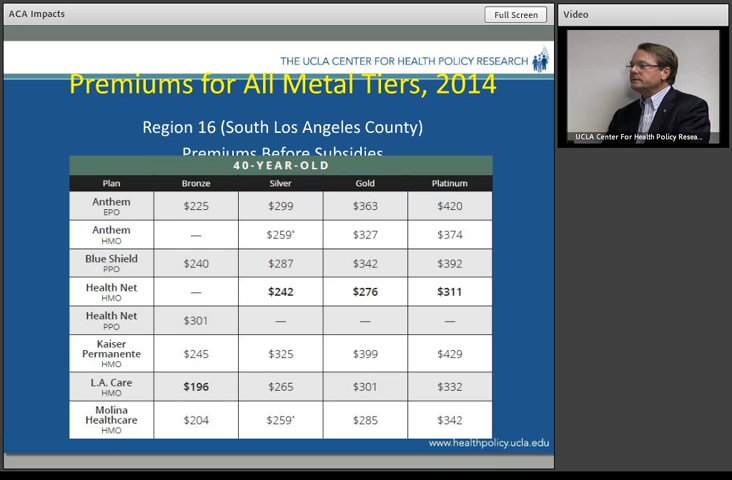 ACA Impacts
Full Screen
Video
THE UCLA CENTER FOR HEALTH POLICY RESEARCH
Premiums for All Metal Tiers, 2014
Region 16 (South Los Angeles County)
Premiums Before Subsidies
40-YEAR-OLD
Plan Bronze Silver Gold Platinum
Anthem EPO $225 $299 $363 $420
Anthem HMO — $259* $327 $374
Blue Shield PPO $240 $287 $342 $392
Health Net HMO — $242 $276 $311
Health Net PPO $301 — — —
Kaiser Permanente HMO $245 $325 $399 $429
L.A. Care HMO $196 $265 $301 $332
Molina Healthcare HMO $204 $259* $285 $342
www.healthpolicy.ucla.edu
UCLA Center For Health Policy Resea...